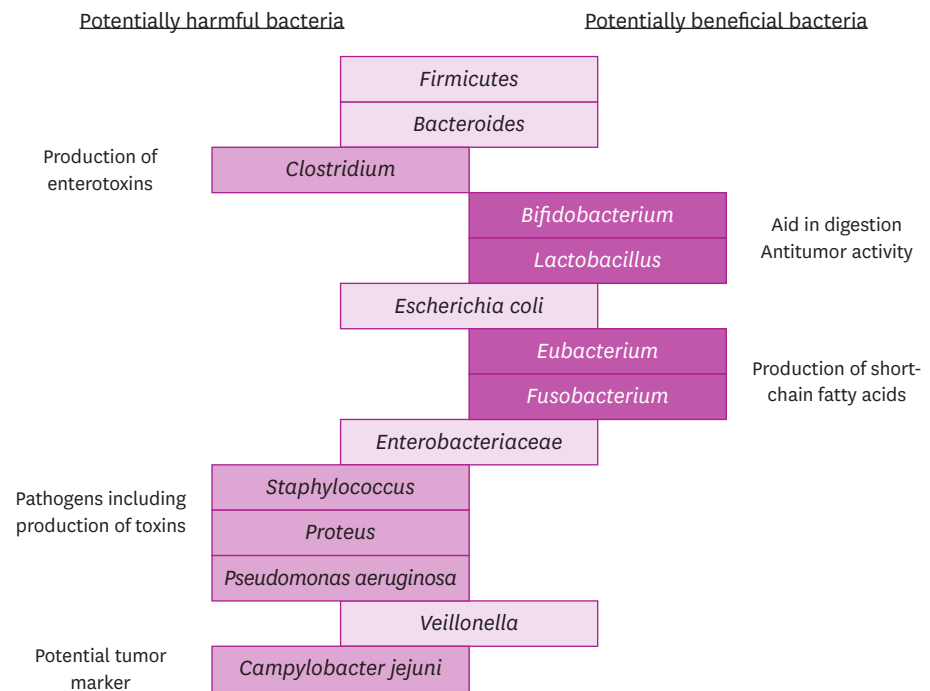 Potentially harmful bacteria
Potentially beneficial bacteria
Firmicutes
Bacteroides
Production of
enterotoxins
Clostridium
Bifidobacterium
Lactobacillus
Aid in digestion
Antitumor activity
Escherichia coli
Eubacterium
Fusobacterium
Production of short-
chain fatty acids
Enterobacteriaceae
Pathogens including
production of toxins
Staphylococcus
Proteus
Pseudomonas aeruginosa
Veillonella
Potential tumor
marker
Campylobacter jejuni